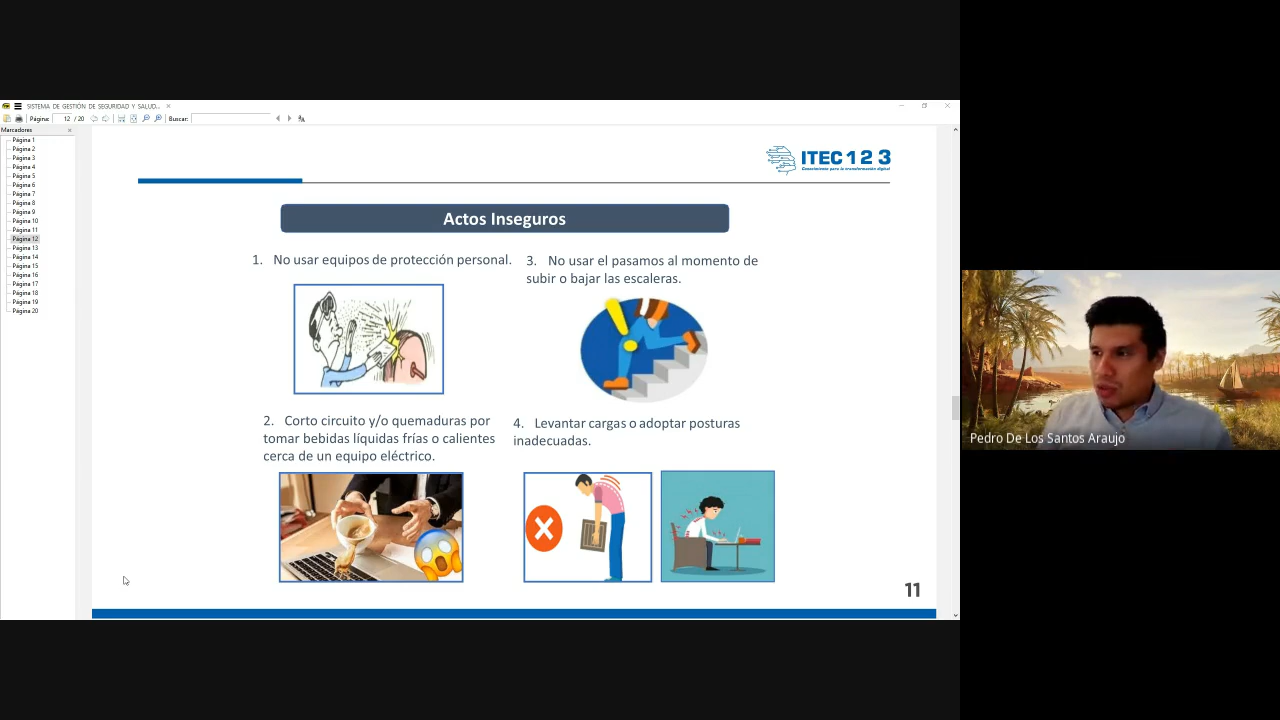 SISTEMA DE GESTIÓN DE SEGURIDAD Y SALUD...
Página: 12 / 20
Buscar:
Marcadores
Página 1
Página 2
Página 3
Página 4
Página 5
Página 6
Página 7
Página 8
Página 9
Página 10
Página 11
Página 12
Página 13
Página 14
Página 15
Página 16
Página 17
Página 18
Página 19
Página 20
ITEC 1 2 3
Conocimiento para la transformación digital
Actos Inseguros
1. No usar equipos de protección personal.
2. Corto circuito y/o quemaduras por
tomar bebidas líquidas frías o calientes
cerca de un equipo eléctrico.
3. No usar el pasamos al momento de
subir o bajar las escaleras.
4. Levantar cargas o adoptar posturas
inadecuadas.
11
Pedro De Los Santos Araujo